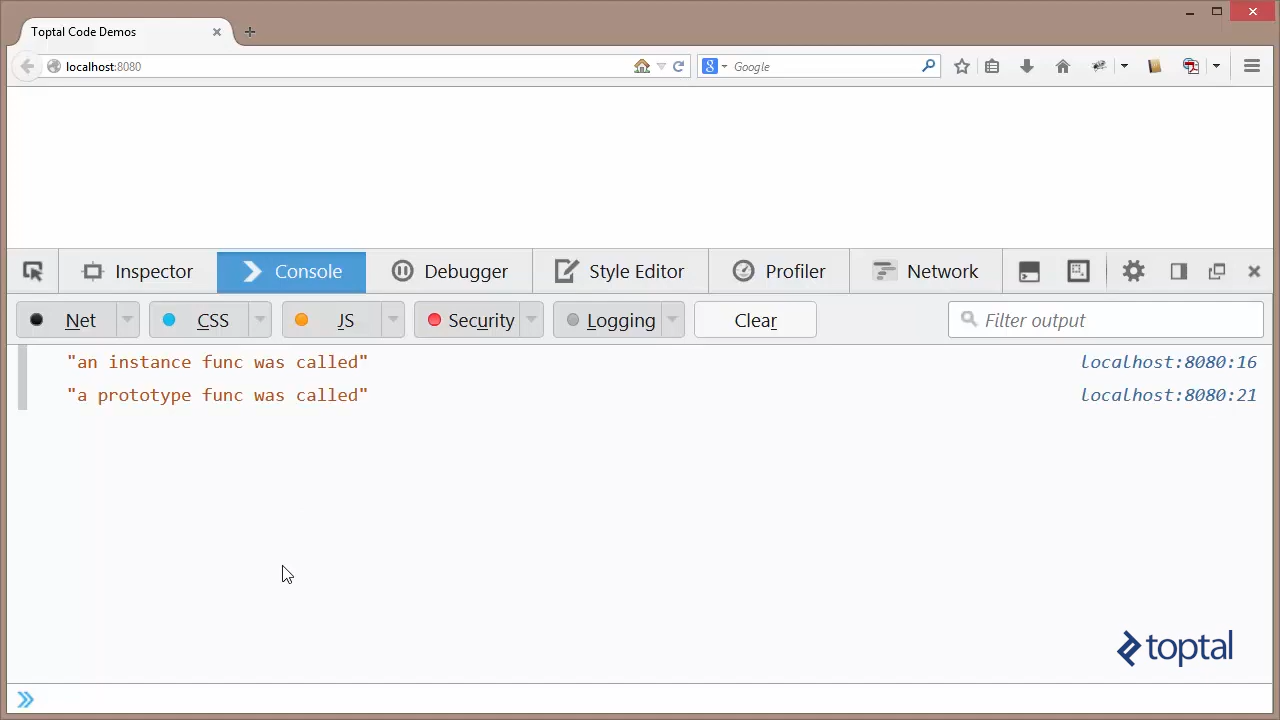 Toptal Code Demos
localhost:8080
Google
Inspector
Console
Debugger
Style Editor
Profiler
Network
Net
CSS
JS
Security
Logging
Clear
Filter output
"an instance func was called" localhost:8080:16
"a prototype func was called" localhost:8080:21
toptal